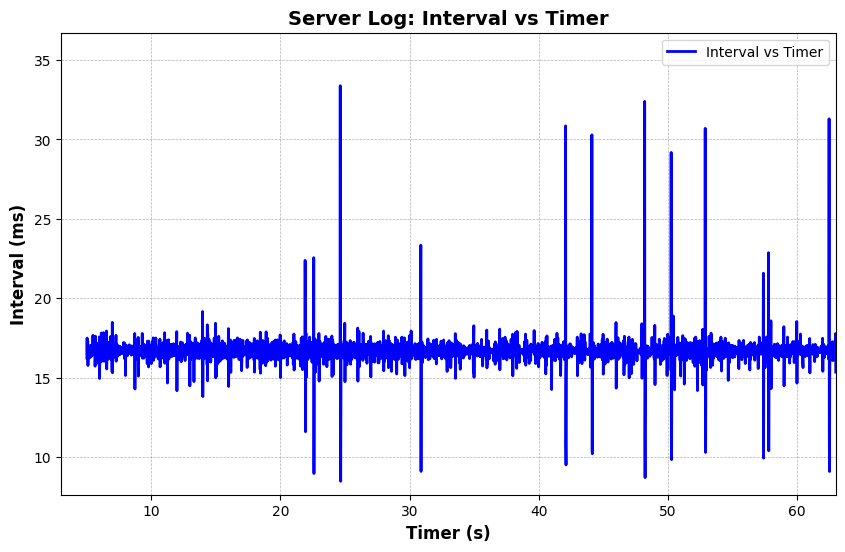 Server Log: Interval vs Timer
Interval vs Timer
Interval (ms)
35
30
25
20
15
10
10 20 30 40 50 60
Timer (s)